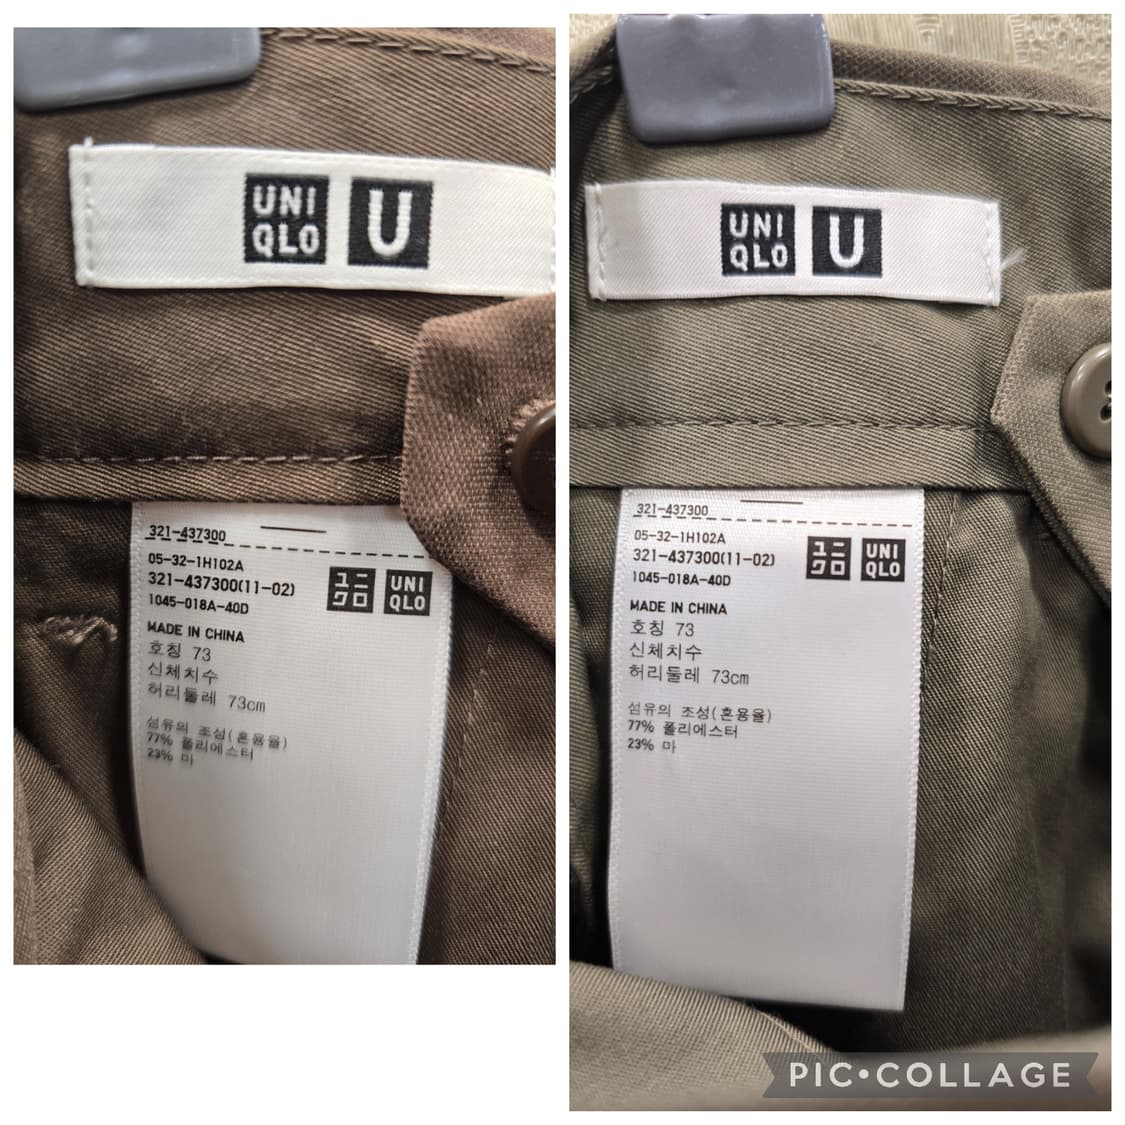 UNI
QLO
U
321-437300
05-32-1H102A
321-437300(11-02)
1045-018A-40D
ユニ
クロ
UNI
QLO
MADE IN CHINA
호칭 73
신체치수
허리둘레 73cm
섬유의 조성(혼용율)
77% 폴리에스터
23% 마
UNI
QLO
U
321-437300
05-32-1H102A
321-437300(11-02)
1045-018A-40D
ユニ
クロ
UNI
QLO
MADE IN CHINA
호칭 73
신체치수
허리둘레 73cm
섬유의 조성(혼용율)
77% 폴리에스터
23% 마
PIC•COLLAGE